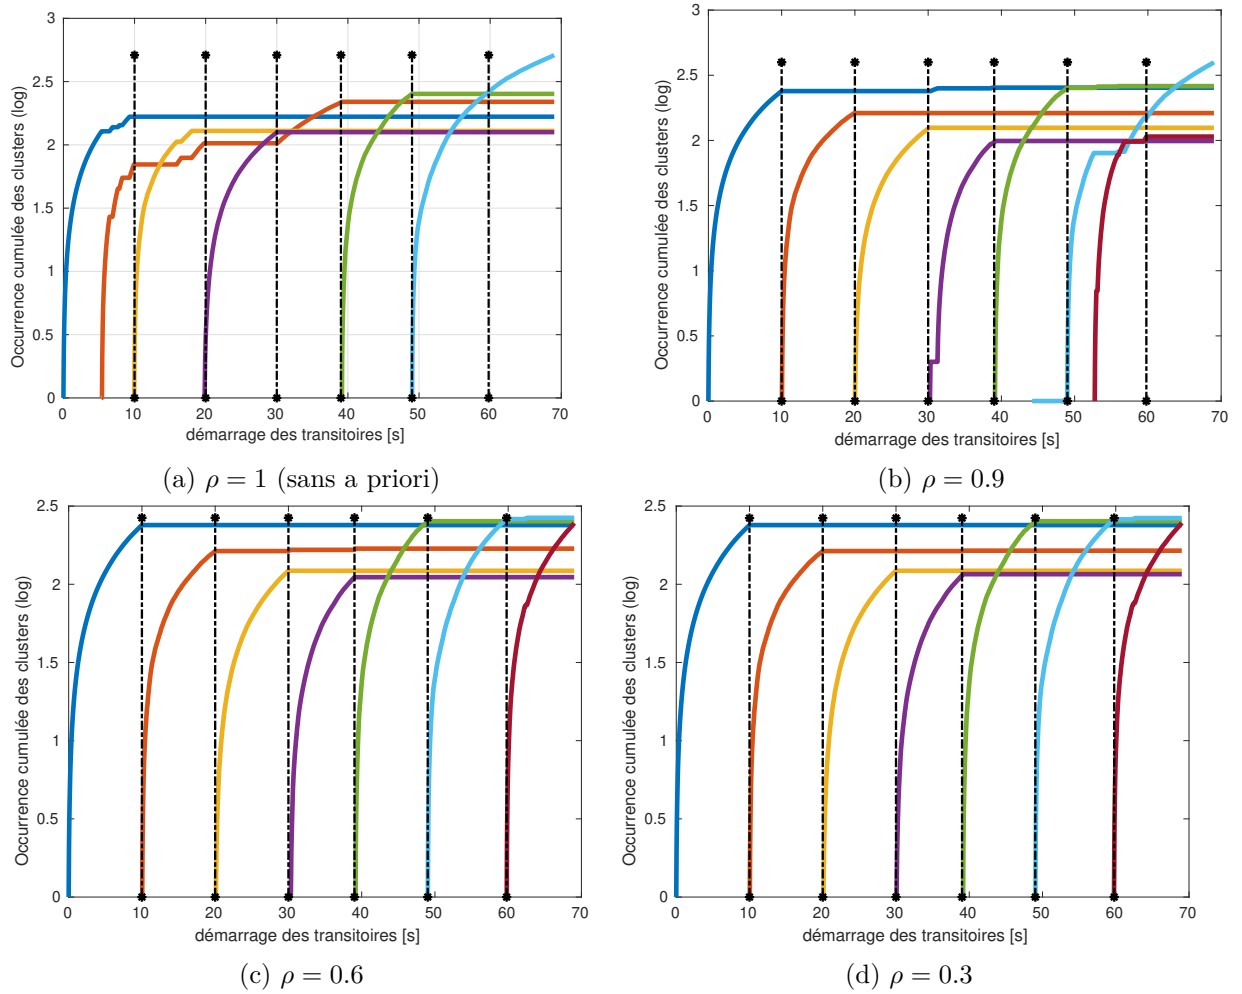 3
2.5
2
1.5
1
0.5
0
Occurrence cumulée des clusters (log)
0 10 20 30 40 50 60 70
démarrage des transitoires [s]
(a) ρ = 1 (sans a priori)
3
2.5
2
1.5
1
0.5
0
Occurrence cumulée des clusters (log)
0 10 20 30 40 50 60 70
démarrage des transitoires [s]
(b) ρ = 0.9
2.5
2
1.5
1
0.5
0
Occurrence cumulée des clusters (log)
0 10 20 30 40 50 60 70
démarrage des transitoires [s]
(c) ρ = 0.6
2.5
2
1.5
1
0.5
0
Occurrence cumulée des clusters (log)
0 10 20 30 40 50 60 70
démarrage des transitoires [s]
(d) ρ = 0.3